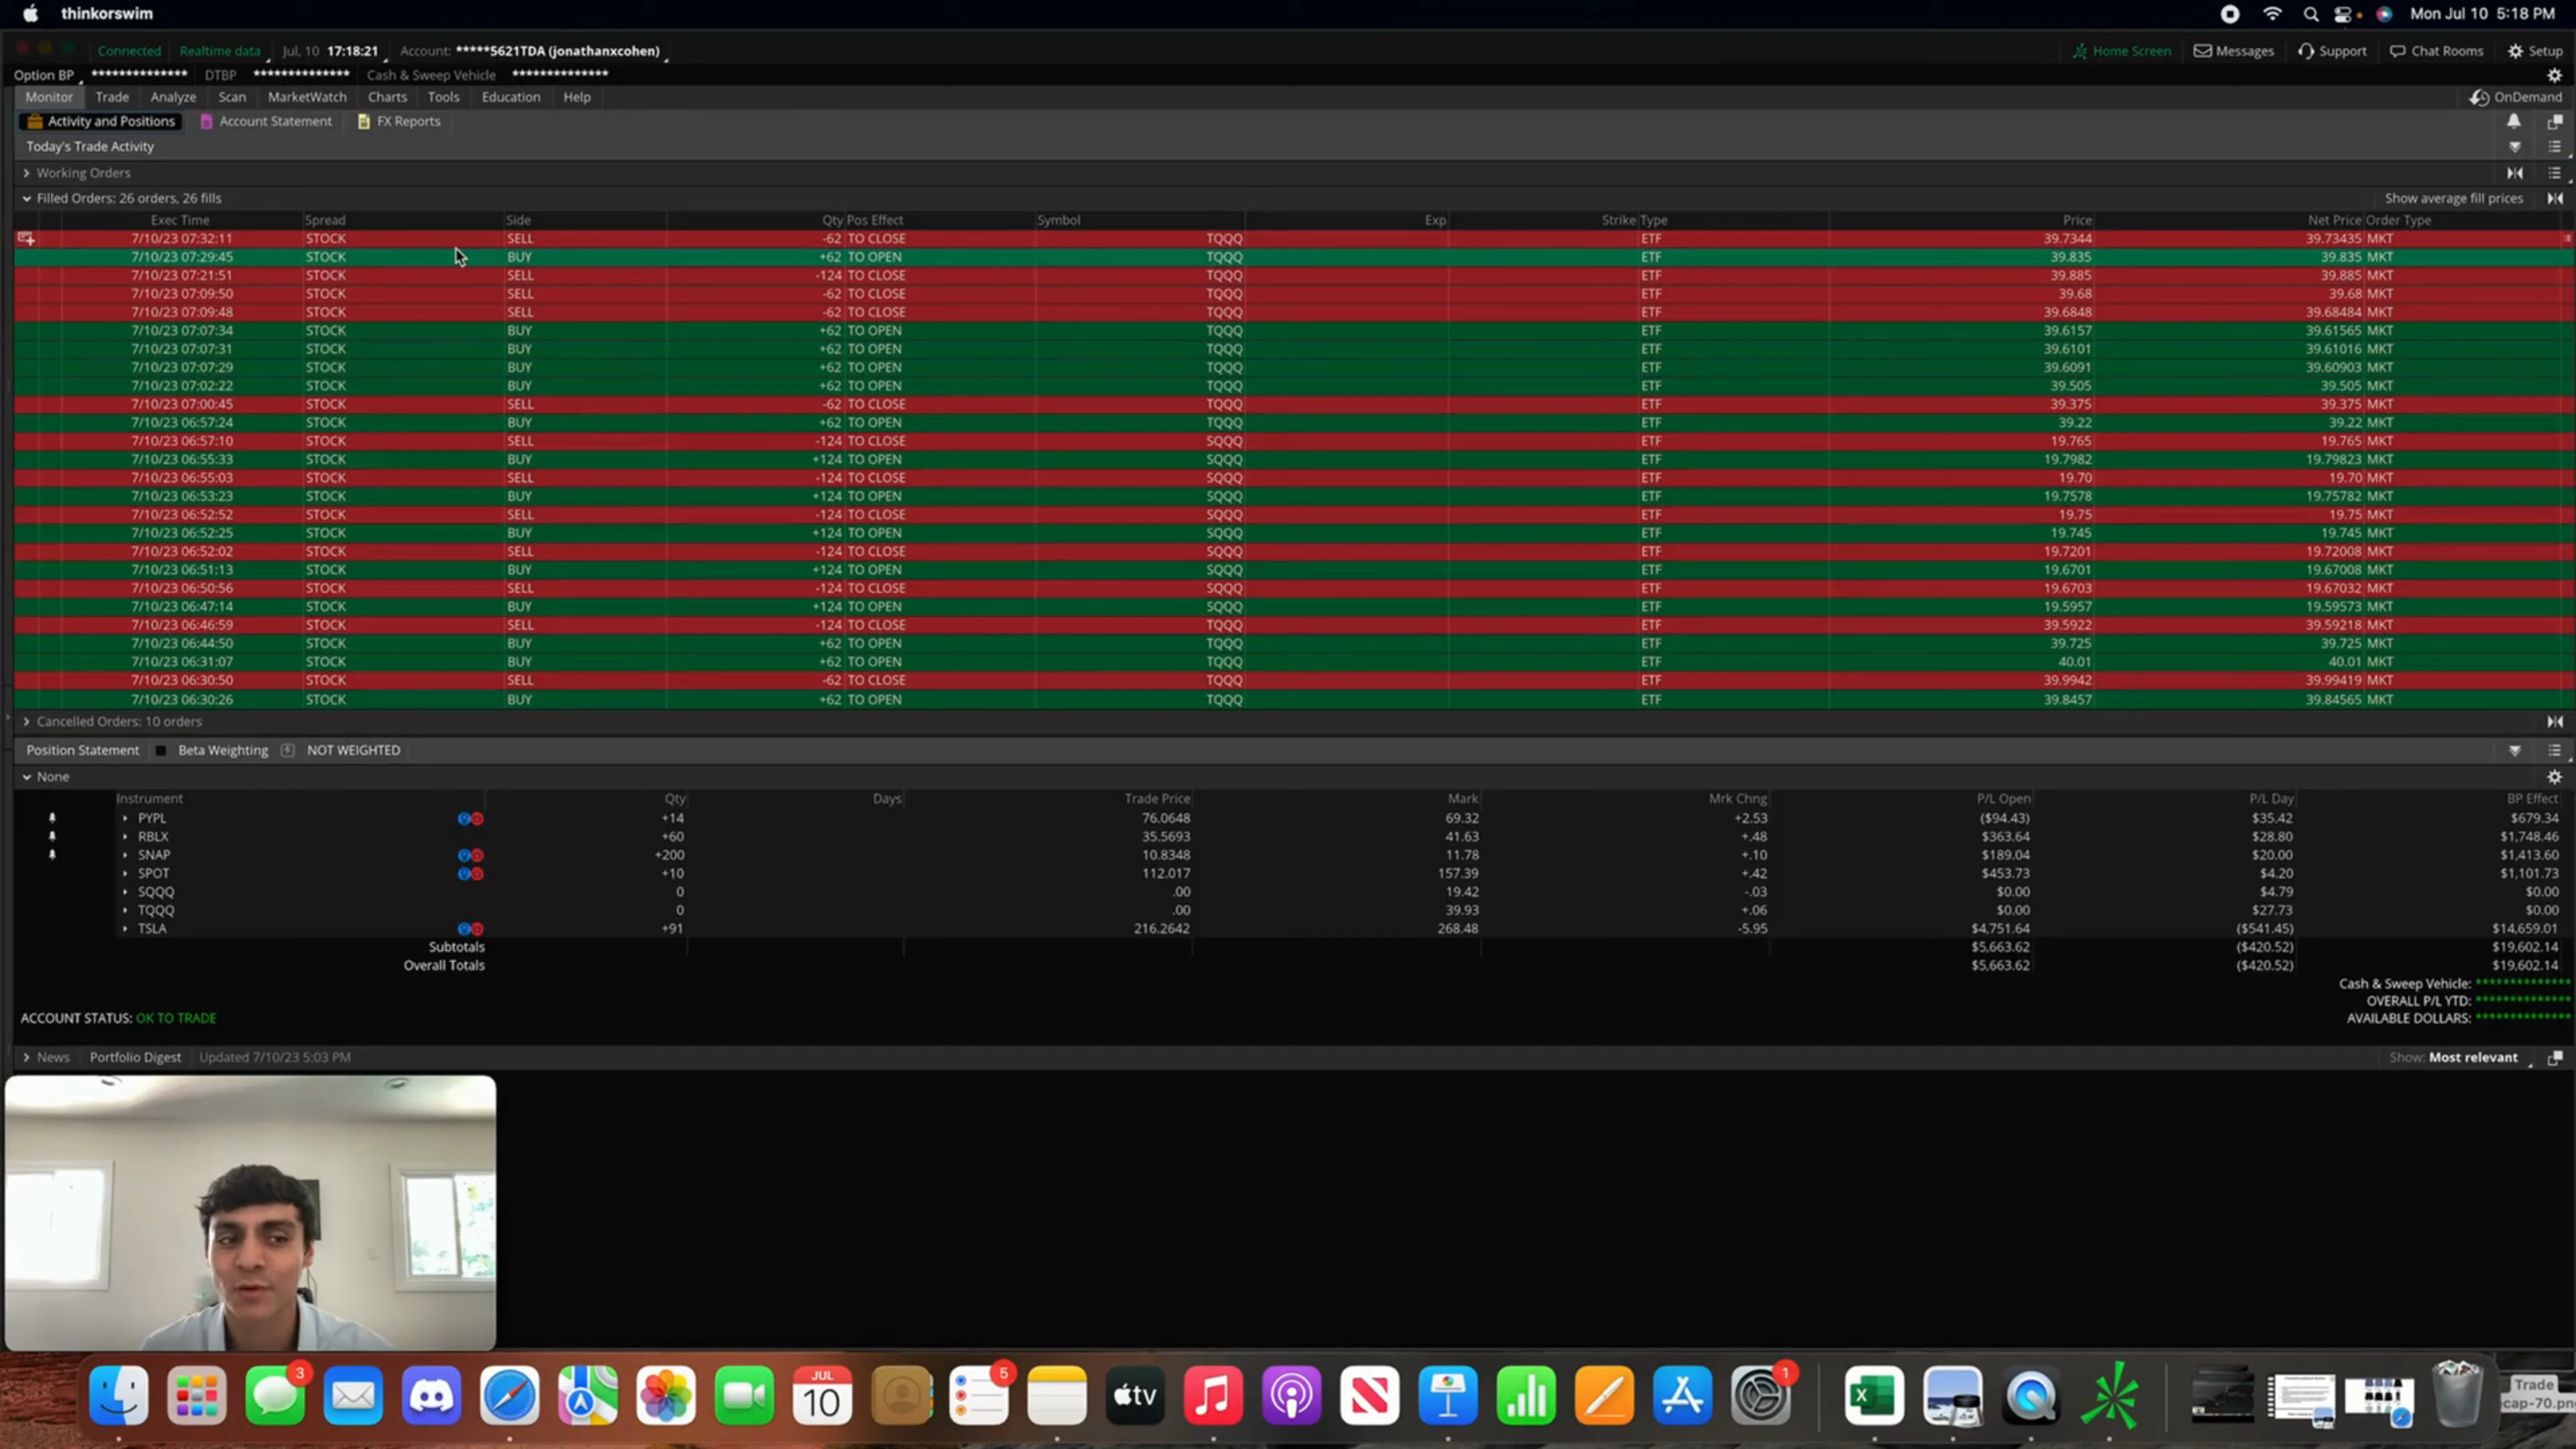 thinkorswim Mon Jul 10 5:18 PM
Connected Realtime data Jul, 10 17:18:21 Account: *****5621TDA (jonathanxcohen) Home Screen Messages Support Chat Rooms Setup
Option BP ************** DTBP ************** Cash & Sweep Vehicle **************
Monitor Trade Analyze Scan MarketWatch Charts Tools Education Help OnDemand
Activity and Positions Account Statement FX Reports
Today's Trade Activity
Working Orders
Filled Orders: 26 orders, 26 fills Show average fill prices
Exec Time Spread Side Qty Pos Effect Symbol Exp Strike Type Price Net Price Order Type
7/10/23 07:32:11 STOCK SELL -62 TO CLOSE TQQQ ETF 39.7344 39.73435 MKT
7/10/23 07:29:45 STOCK BUY +62 TO OPEN TQQQ ETF 39.835 39.835 MKT
7/10/23 07:21:51 STOCK SELL -124 TO CLOSE TQQQ ETF 39.885 39.885 MKT
7/10/23 07:09:50 STOCK SELL -62 TO CLOSE TQQQ ETF 39.68 39.68 MKT
7/10/23 07:09:48 STOCK SELL -62 TO CLOSE TQQQ ETF 39.6848 39.68484 MKT
7/10/23 07:07:34 STOCK BUY +62 TO OPEN TQQQ ETF 39.6157 39.61565 MKT
7/10/23 07:07:31 STOCK BUY +62 TO OPEN TQQQ ETF 39.6101 39.61016 MKT
7/10/23 07:07:29 STOCK BUY +62 TO OPEN TQQQ ETF 39.6091 39.60903 MKT
7/10/23 07:02:22 STOCK BUY +62 TO OPEN TQQQ ETF 39.505 39.505 MKT
7/10/23 07:00:45 STOCK SELL -62 TO CLOSE TQQQ ETF 39.375 39.375 MKT
7/10/23 06:57:24 STOCK BUY +62 TO OPEN TQQQ ETF 39.22 39.22 MKT
7/10/23 06:57:10 STOCK SELL -124 TO CLOSE SQQQ ETF 19.765 19.765 MKT
7/10/23 06:55:33 STOCK BUY +124 TO OPEN SQQQ ETF 19.7982 19.79823 MKT
7/10/23 06:55:03 STOCK SELL -124 TO CLOSE SQQQ ETF 19.70 19.70 MKT
7/10/23 06:53:23 STOCK BUY +124 TO OPEN SQQQ ETF 19.7578 19.75782 MKT
7/10/23 06:52:52 STOCK SELL -124 TO CLOSE SQQQ ETF 19.75 19.75 MKT
7/10/23 06:52:25 STOCK BUY +124 TO OPEN SQQQ ETF 19.745 19.745 MKT
7/10/23 06:52:02 STOCK SELL -124 TO CLOSE SQQQ ETF 19.7201 19.72008 MKT
7/10/23 06:51:13 STOCK BUY +124 TO OPEN SQQQ ETF 19.6701 19.67008 MKT
7/10/23 06:50:56 STOCK SELL -124 TO CLOSE SQQQ ETF 19.6703 19.67032 MKT
7/10/23 06:47:14 STOCK BUY +124 TO OPEN SQQQ ETF 19.5957 19.59573 MKT
7/10/23 06:46:59 STOCK SELL -124 TO CLOSE TQQQ ETF 39.5922 39.59218 MKT
7/10/23 06:44:50 STOCK BUY +62 TO OPEN TQQQ ETF 39.725 39.725 MKT
7/10/23 06:31:07 STOCK BUY +62 TO OPEN TQQQ ETF 40.01 40.01 MKT
7/10/23 06:30:50 STOCK SELL -62 TO CLOSE TQQQ ETF 39.9942 39.99419 MKT
7/10/23 06:30:26 STOCK BUY +62 TO OPEN TQQQ ETF 39.8457 39.84565 MKT
Cancelled Orders: 10 orders
Position Statement Beta Weighting NOT WEIGHTED
None
Instrument Qty Days Trade Price Mark Mrk Chng P/L Open P/L Day BP Effect
PYPL +14 76.0648 69.32 +2.53 ($94.43) $35.42 $679.34
RBLX +60 35.5693 41.63 +.48 $363.64 $28.80 $1,748.46
SNAP +200 10.8348 11.78 +.10 $189.04 $20.00 $1,413.60
SPOT +10 112.017 157.39 +.42 $453.73 $4.20 $1,101.73
SQQQ 0 .00 19.42 -.03 $0.00 $4.79 $0.00
TQQQ 0 .00 39.93 +.06 $0.00 $27.73 $0.00
TSLA +91 216.2642 268.48 -5.95 $4,751.64 ($541.45) $14,659.01
Subtotals $5,663.62 ($420.52) $19,602.14
Overall Totals $5,663.62 ($420.52) $19,602.14
Cash & Sweep Vehicle: **************
OVERALL P/L YTD: **************
ACCOUNT STATUS: OK TO TRADE AVAILABLE DOLLARS: **************
News Portfolio Digest Updated 7/10/23 5:03 PM Show: Most relevant
3 JUL 10 5 tv 1
Trade
ecap-70.png